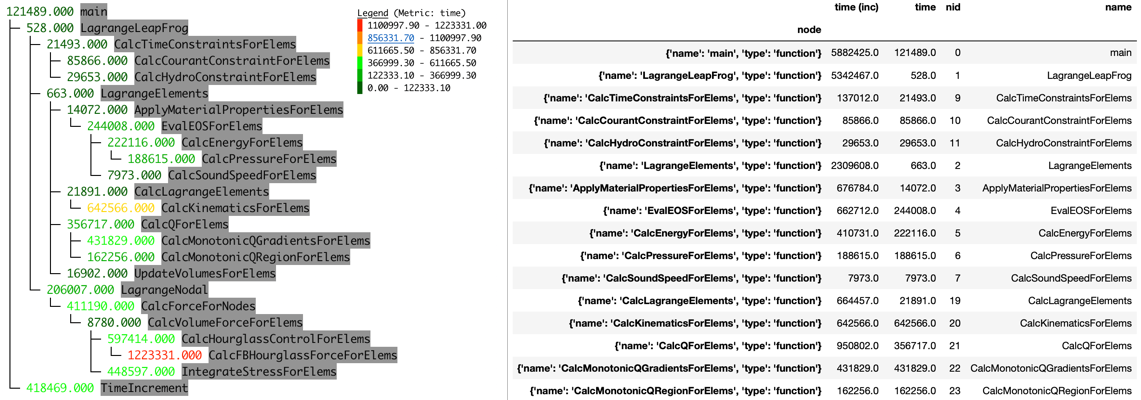 121489.000 main
528.000 LagrangeLeapFrog
21493.000 CalcTimeConstraintsForElems
85866.000 CalcCourantConstraintForElems
29653.000 CalcHydroConstraintForElems
663.000 LagrangeElements
14072.000 ApplyMaterialPropertiesForElems
244008.000 EvalEOSForElems
222116.000 CalcEnergyForElems
188615.000 CalcPressureForElems
7973.000 CalcSoundSpeedForElems
21891.000 CalcLagrangeElements
642566.000 CalcKinematicsForElems
356717.000 CalcQForElems
431829.000 CalcMonotonicQGradientsForElems
162256.000 CalcMonotonicQRegionForElems
16902.000 UpdateVolumesForElems
206007.000 LagrangeNodal
411190.000 CalcForceForNodes
8780.000 CalcVolumeForceForElems
597414.000 CalcHourglassControlForElems
1223331.000 CalcFBHourglassForceForElems
448597.000 IntegrateStressForElems
418469.000 TimeIncrement
Legend (Metric: time)
1100997.90 - 1223331.00
856331.70 - 1100997.90
611665.50 - 856331.70
366999.30 - 611665.50
122333.10 - 366999.30
0.00 - 122333.10
time (inc) time nid name
node
{'name': 'main', 'type': 'function'} 5882425.0 121489.0 0 main
{'name': 'LagrangeLeapFrog', 'type': 'function'} 5342467.0 528.0 1 LagrangeLeapFrog
{'name': 'CalcTimeConstraintsForElems', 'type': 'function'} 137012.0 21493.0 9 CalcTimeConstraintsForElems
{'name': 'CalcCourantConstraintForElems', 'type': 'function'} 85866.0 85866.0 10 CalcCourantConstraintForElems
{'name': 'CalcHydroConstraintForElems', 'type': 'function'} 29653.0 29653.0 11 CalcHydroConstraintForElems
{'name': 'LagrangeElements', 'type': 'function'} 2309608.0 663.0 2 LagrangeElements
{'name': 'ApplyMaterialPropertiesForElems', 'type': 'function'} 676784.0 14072.0 3 ApplyMaterialPropertiesForElems
{'name': 'EvalEOSForElems', 'type': 'function'} 662712.0 244008.0 4 EvalEOSForElems
{'name': 'CalcEnergyForElems', 'type': 'function'} 410731.0 222116.0 5 CalcEnergyForElems
{'name': 'CalcPressureForElems', 'type': 'function'} 188615.0 188615.0 6 CalcPressureForElems
{'name': 'CalcSoundSpeedForElems', 'type': 'function'} 7973.0 7973.0 7 CalcSoundSpeedForElems
{'name': 'CalcLagrangeElements', 'type': 'function'} 664457.0 21891.0 19 CalcLagrangeElements
{'name': 'CalcKinematicsForElems', 'type': 'function'} 642566.0 642566.0 20 CalcKinematicsForElems
{'name': 'CalcQForElems', 'type': 'function'} 950802.0 356717.0 21 CalcQForElems
{'name': 'CalcMonotonicQGradientsForElems', 'type': 'function'} 431829.0 431829.0 22 CalcMonotonicQGradientsForElems
{'name': 'CalcMonotonicQRegionForElems', 'type': 'function'} 162256.0 162256.0 23 CalcMonotonicQRegionForElems